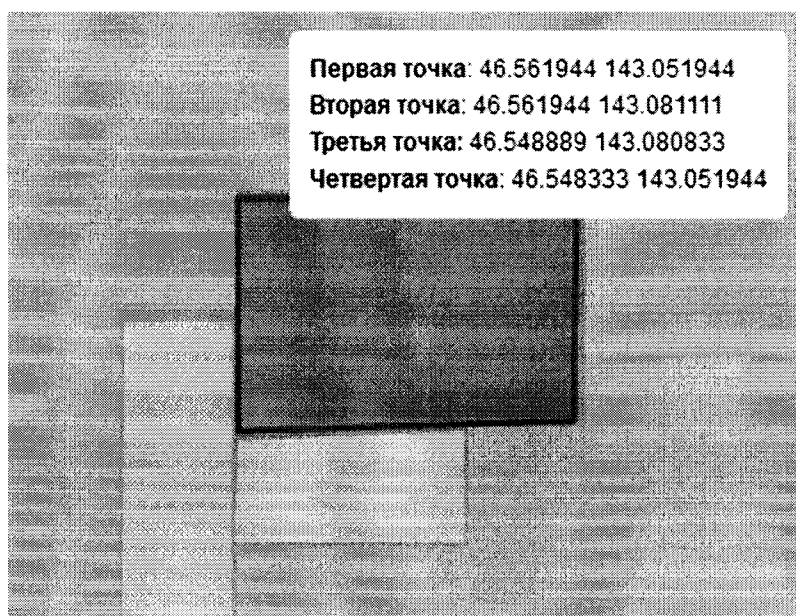 Первая точка: 46.561944 143.051944
Вторая точка: 46.561944 143.081111
Третья точка: 46.548889 143.080833
Четвертая точка: 46.548333 143.051944